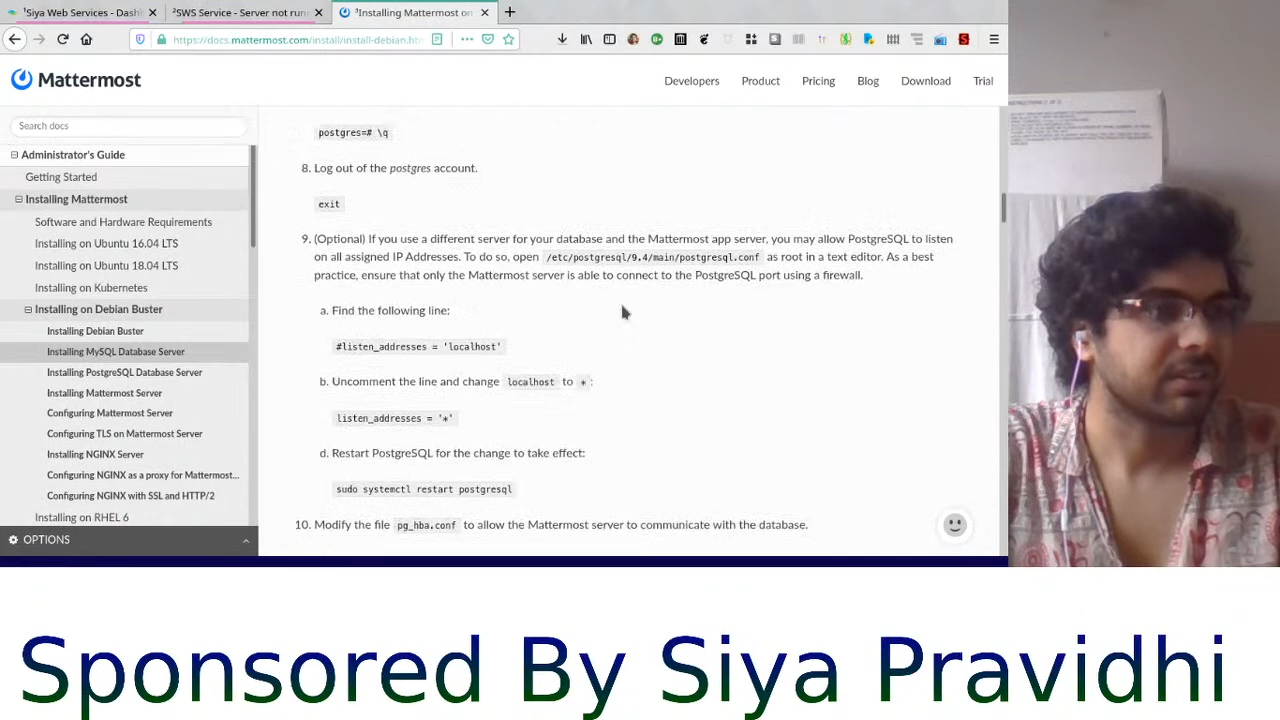 ¹Siya Web Services - Dash
²SWS Service - Server not run
³Installing Mattermost on
https://docs.mattermost.com/install/install-debian.htm
Mattermost
Developers
Product
Pricing
Blog
Download
Trial
Search docs
Administrator's Guide
Getting Started
Installing Mattermost
Software and Hardware Requirements
Installing on Ubuntu 16.04 LTS
Installing on Ubuntu 18.04 LTS
Installing on Kubernetes
Installing on Debian Buster
Installing Debian Buster
Installing MySQL Database Server
Installing PostgreSQL Database Server
Installing Mattermost Server
Configuring Mattermost Server
Configuring TLS on Mattermost Server
Installing NGINX Server
Configuring NGINX as a proxy for Mattermost...
Configuring NGINX with SSL and HTTP/2
Installing on RHEL 6
OPTIONS
postgres=# \q
8. Log out of the postgres account.
exit
9. (Optional) If you use a different server for your database and the Mattermost app server, you may allow PostgreSQL to listen
on all assigned IP Addresses. To do so, open /etc/postgresql/9.4/main/postgresql.conf as root in a text editor. As a best
practice, ensure that only the Mattermost server is able to connect to the PostgreSQL port using a firewall.
a. Find the following line:
#listen_addresses = 'localhost'
b. Uncomment the line and change localhost to *:
listen_addresses = '*'
d. Restart PostgreSQL for the change to take effect:
sudo systemctl restart postgresql
10. Modify the file pg_hba.conf to allow the Mattermost server to communicate with the database.
Sponsored By Siya Pravidhi